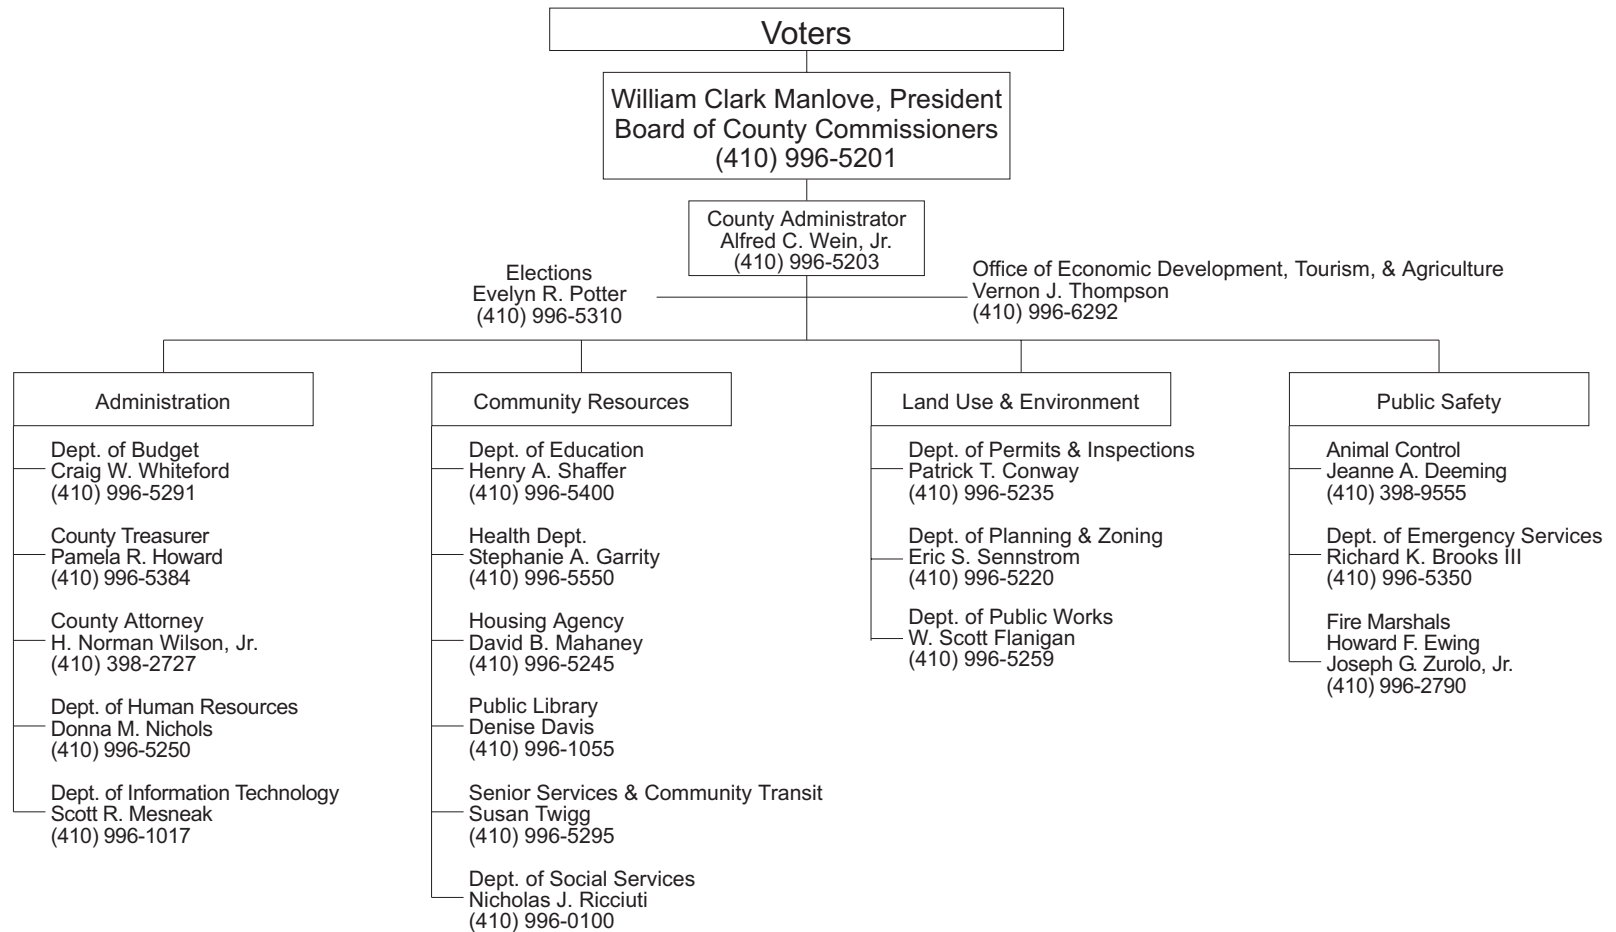 Voters
William Clark Manlove, President
Board of County Commissioners
(410) 996-5201
County Administrator
Alfred C. Wein, Jr.
(410) 996-5203
Elections
Evelyn R. Potter
(410) 996-5310
Office of Economic Development, Tourism, & Agriculture
Vernon J. Thompson
(410) 996-6292
Administration
Dept. of Budget
Craig W. Whiteford
(410) 996-5291
County Treasurer
Pamela R. Howard
(410) 996-5384
County Attorney
H. Norman Wilson, Jr.
(410) 398-2727
Dept. of Human Resources
Donna M. Nichols
(410) 996-5250
Dept. of Information Technology
Scott R. Mesneak
(410) 996-1017
Community Resources
Dept. of Education
Henry A. Shaffer
(410) 996-5400
Health Dept.
Stephanie A. Garrity
(410) 996-5550
Housing Agency
David B. Mahaney
(410) 996-5245
Public Library
Denise Davis
(410) 996-1055
Senior Services & Community Transit
Susan Twigg
(410) 996-5295
Dept. of Social Services
Nicholas J. Ricciuti
(410) 996-0100
Land Use & Environment
Dept. of Permits & Inspections
Patrick T. Conway
(410) 996-5235
Dept. of Planning & Zoning
Eric S. Sennstrom
(410) 996-5220
Dept. of Public Works
W. Scott Flanigan
(410) 996-5259
Public Safety
Animal Control
Jeanne A. Deeming
(410) 398-9555
Dept. of Emergency Services
Richard K. Brooks III
(410) 996-5350
Fire Marshals
Howard F. Ewing
Joseph G. Zurolo, Jr.
(410) 996-2790